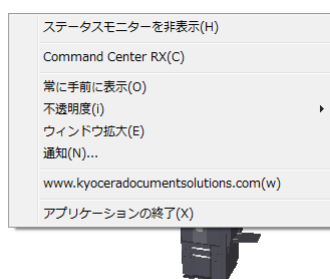 ステータスモニターを非表示(H)
Command Center RX(C)
常に手前に表示(O)
不透明度(i)
ウィンドウ拡大(E)
通知(N)...
www.kyoceradocumentsolutions.com(w)
アプリケーションの終了(X)